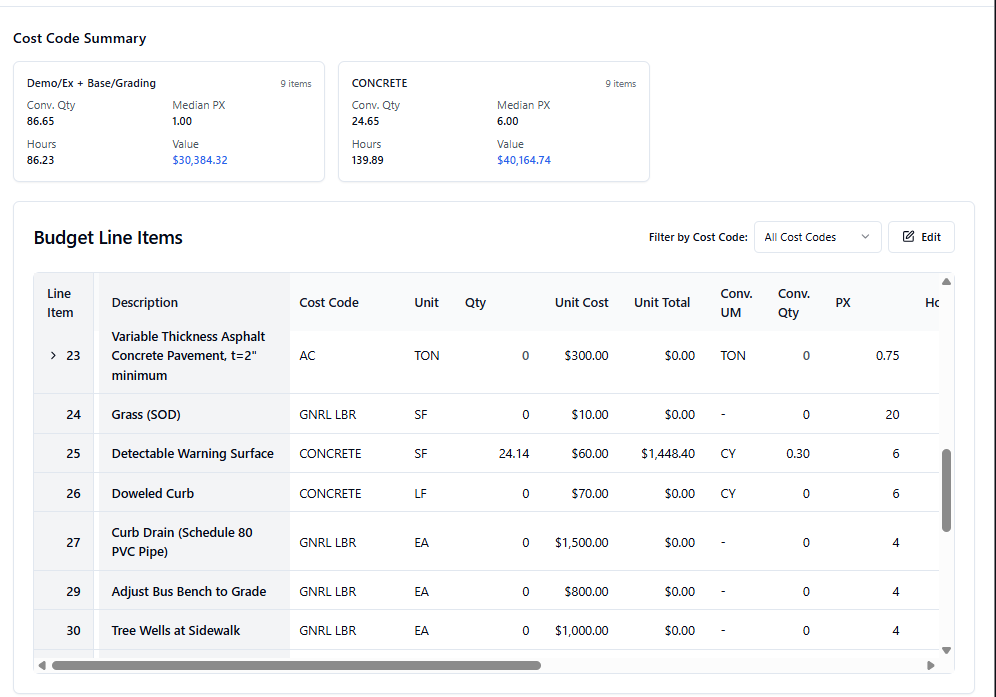 Cost Code Summary
Demo/Ex + Base/Grading 9 items
Conv. Qty Median PX
86.65 1.00
Hours Value
86.23 $30,384.32
CONCRETE 9 items
Conv. Qty Median PX
24.65 6.00
Hours Value
139.89 $40,164.74
Budget Line Items
Filter by Cost Code: All Cost Codes Edit
Line Item Description Cost Code Unit Qty Unit Cost Unit Total Conv. UM Conv. Qty PX
23 Variable Thickness Asphalt Concrete Pavement, t=2" minimum AC TON 0 $300.00 $0.00 TON 0 0.75
24 Grass (SOD) GNRL LBR SF 0 $10.00 $0.00 - 0 20
25 Detectable Warning Surface CONCRETE SF 24.14 $60.00 $1,448.40 CY 0.30 6
26 Doweled Curb CONCRETE LF 0 $70.00 $0.00 CY 0 6
27 Curb Drain (Schedule 80 PVC Pipe) GNRL LBR EA 0 $1,500.00 $0.00 - 0 4
29 Adjust Bus Bench to Grade GNRL LBR EA 0 $800.00 $0.00 - 0 4
30 Tree Wells at Sidewalk GNRL LBR EA 0 $1,000.00 $0.00 - 0 4